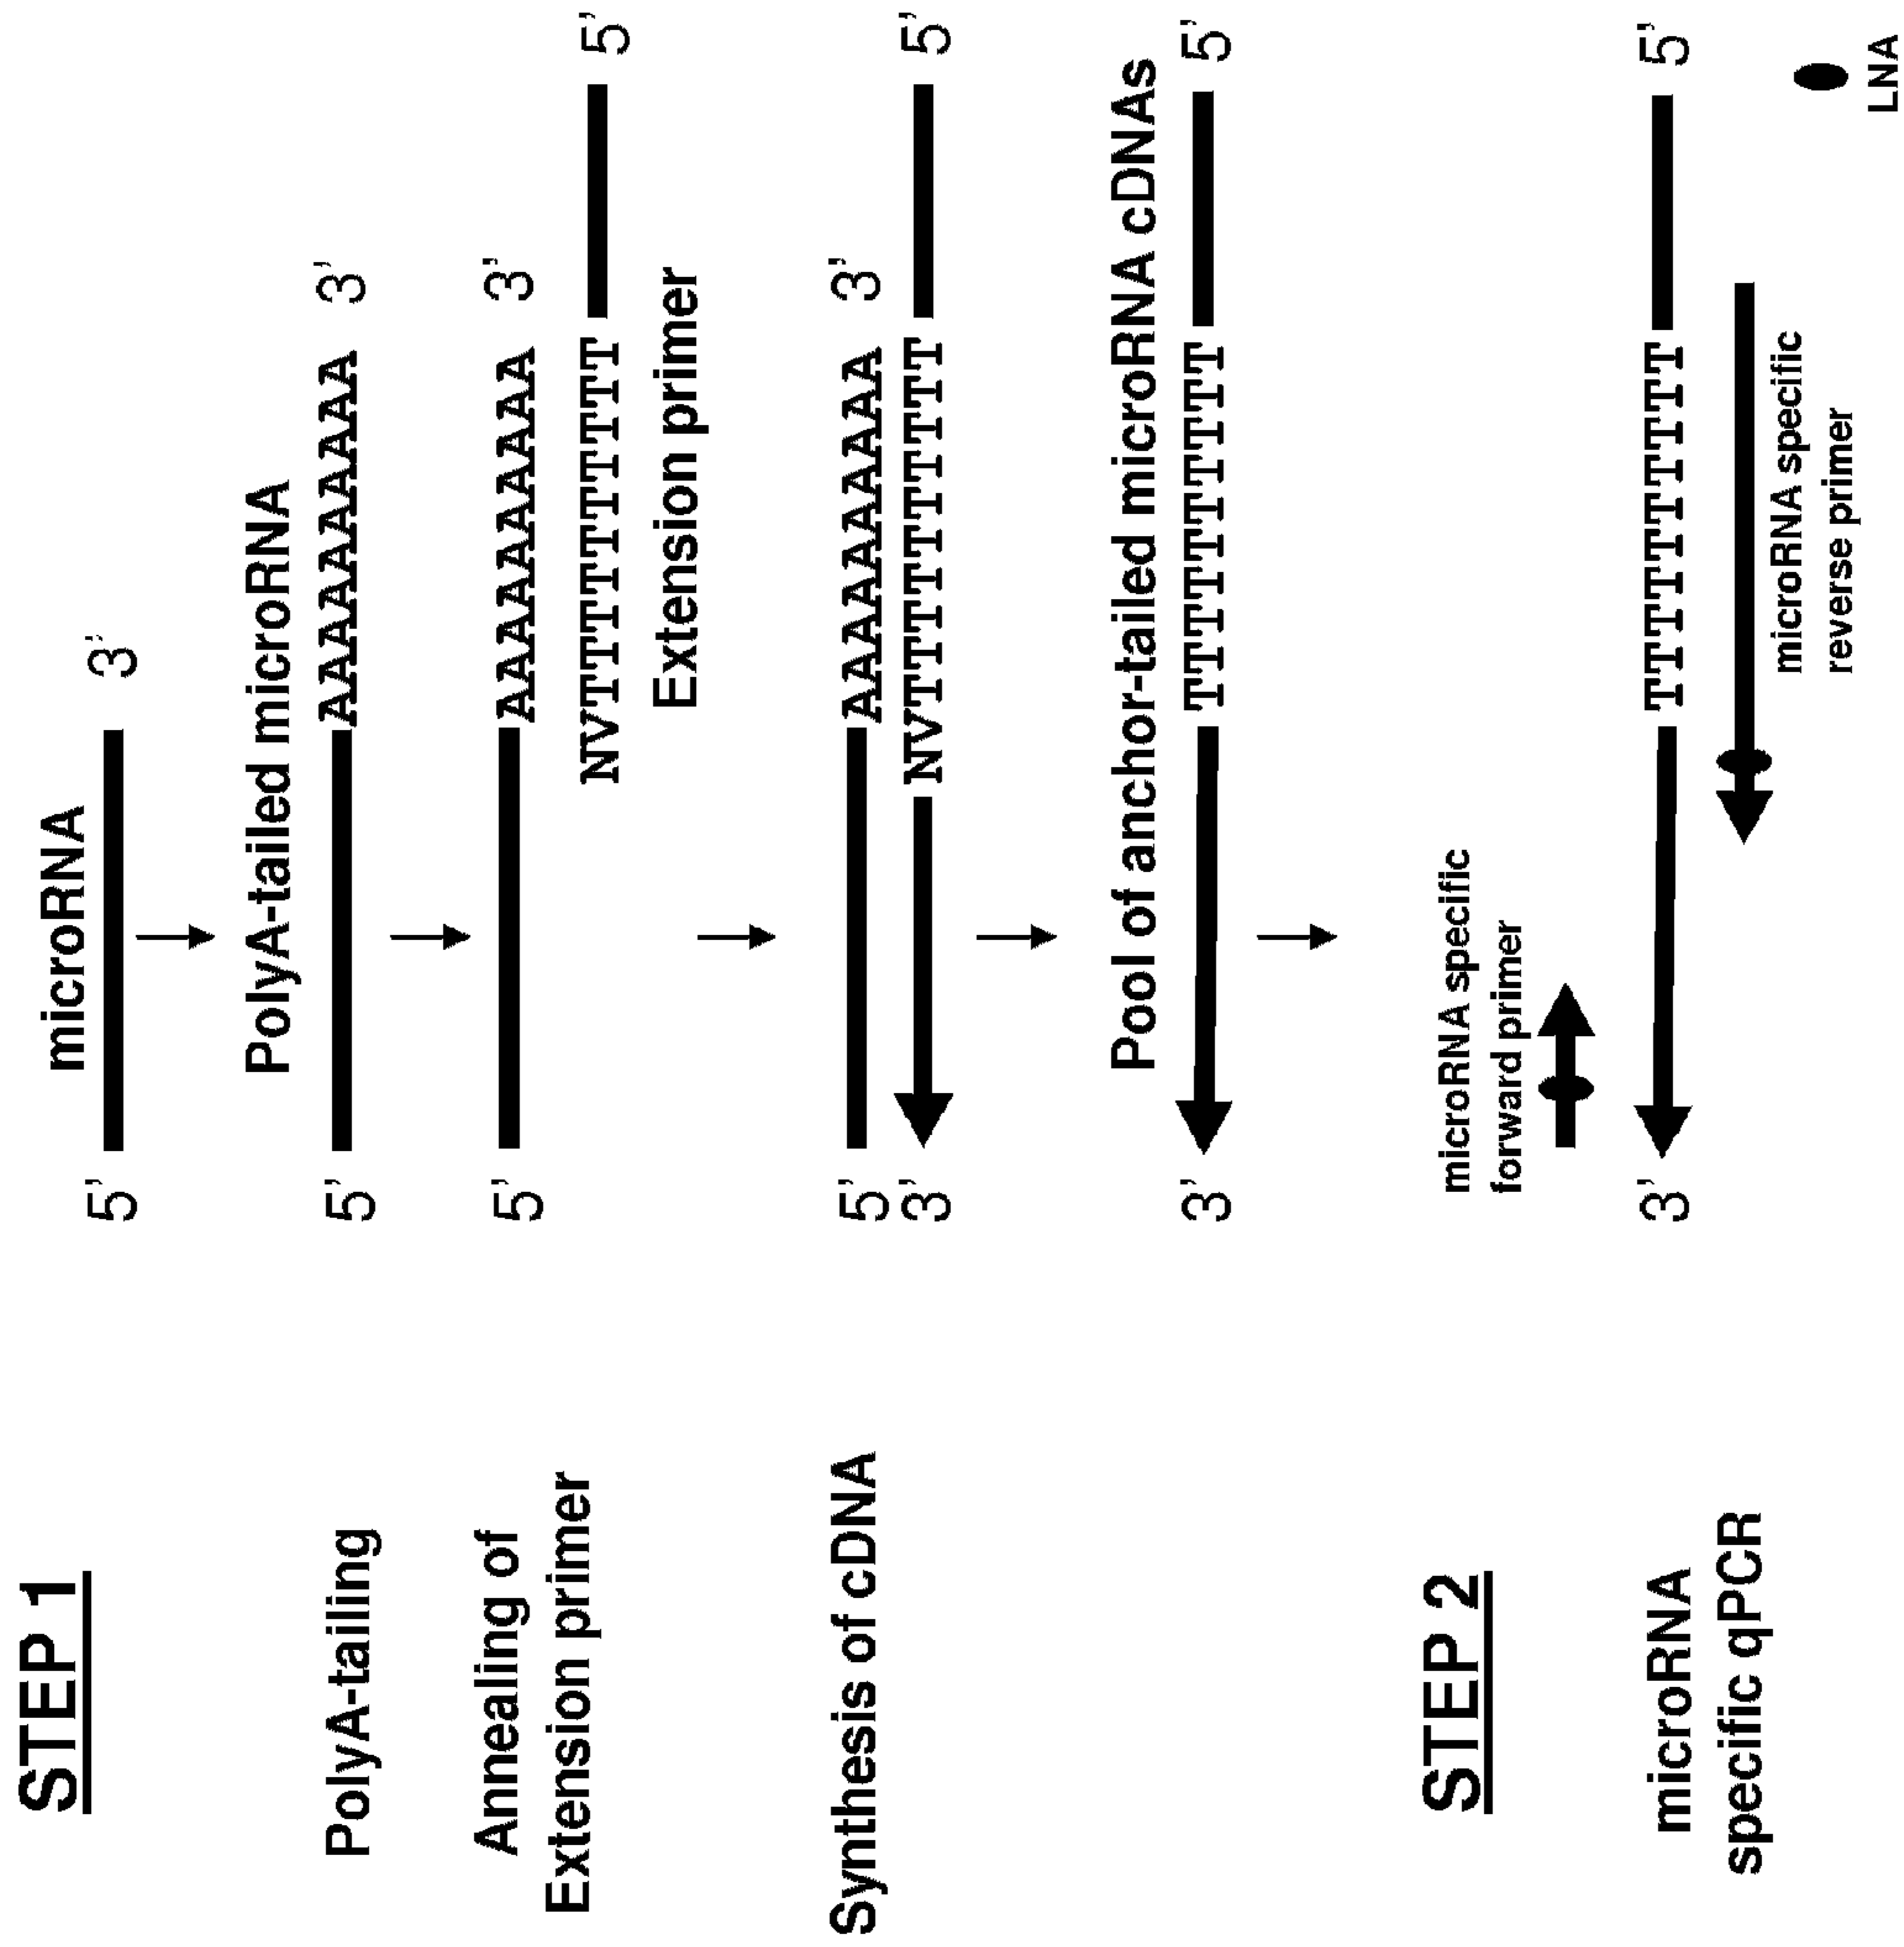 STEP 1
microRNA
5' 3'
PolyA-tailed microRNA
PolyA-tailing
5' AAAAAAAAAA 3'
Annealing of
Extension primer
5' AAAAAAAAAA 3'
NVTTTTTTTTTT 5'
Extension primer
Synthesis of cDNA
5' AAAAAAAAAA 3'
3' NVTTTTTTTTTT 5'
Pool of anchor-tailed microRNA cDNAs
3' TTTTTTTTTT 5'
STEP 2
microRNA specific
forward primer
microRNA
specific qPCR
3' TTTTTTTTTT 5'
microRNA specific
reverse primer
LNA